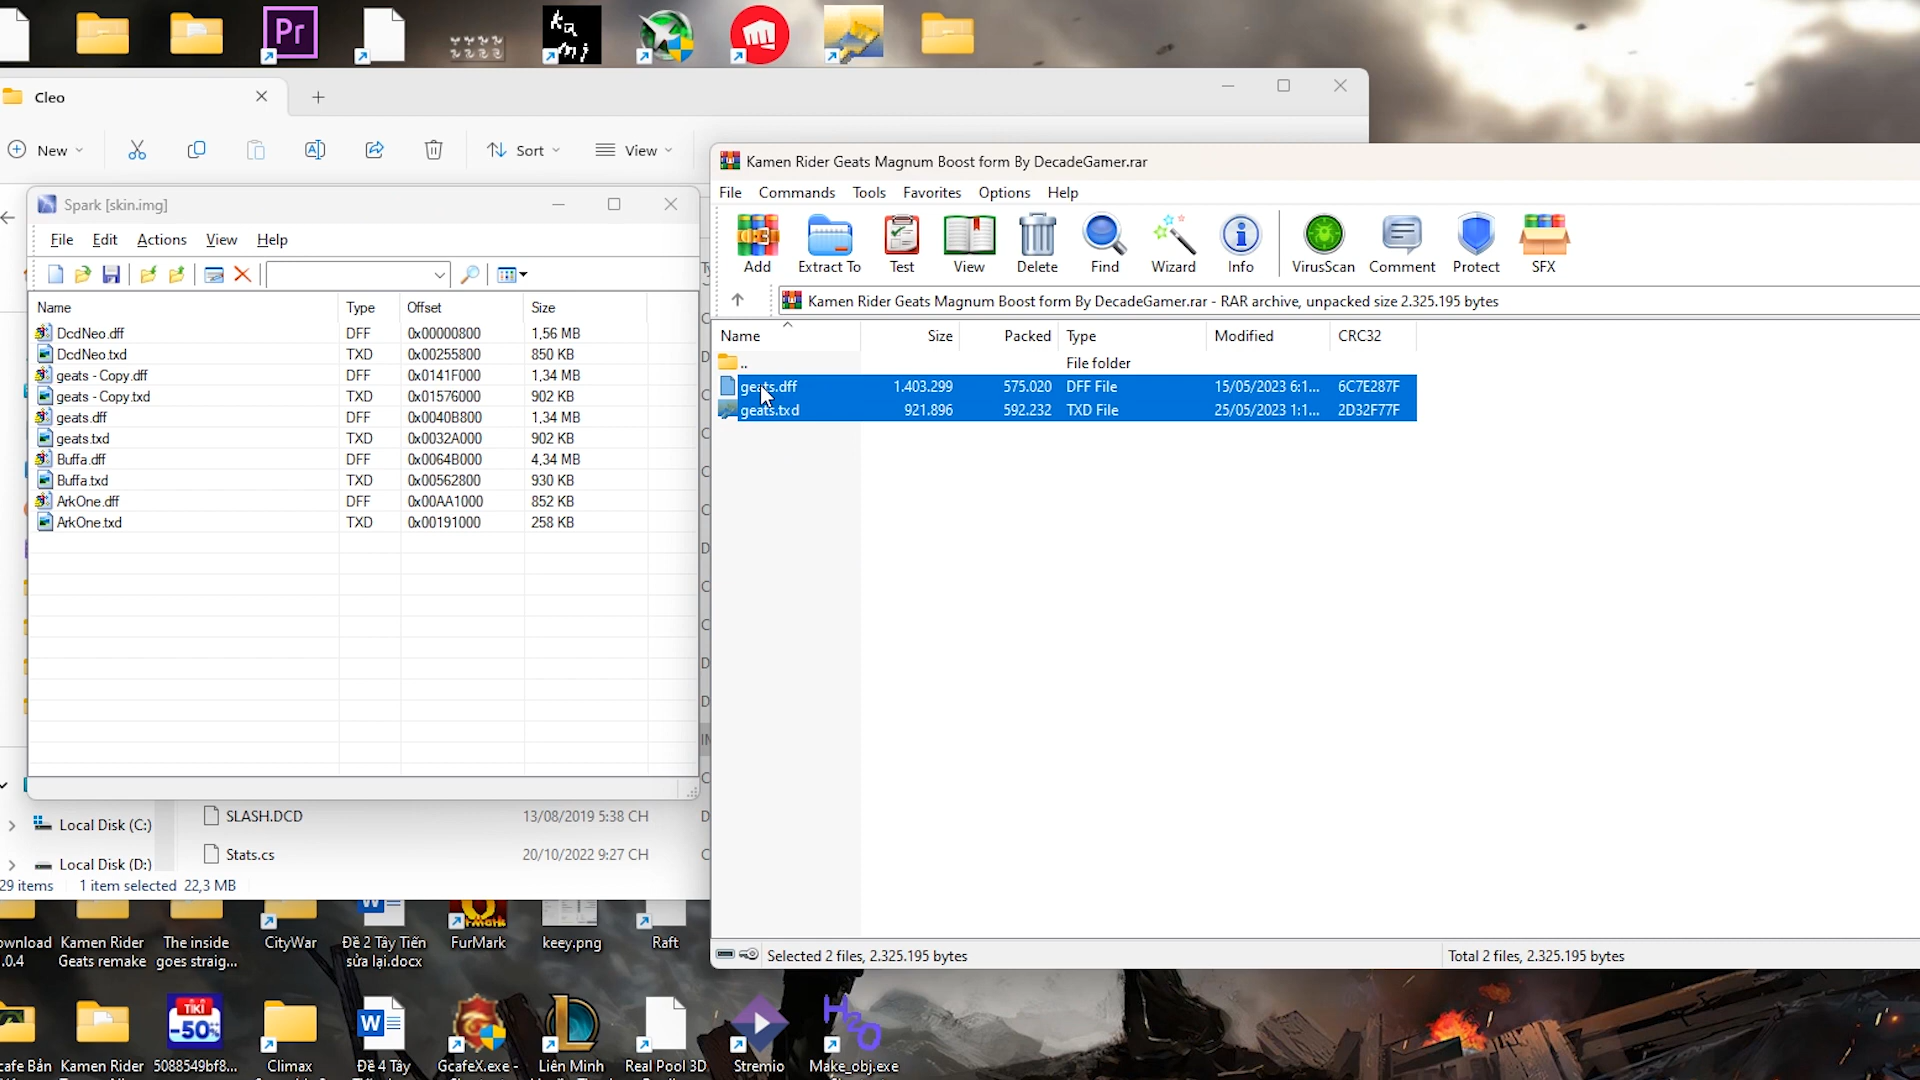 Pr
Cleo
New
Sort
View
Spark [skin.img]
File Edit Actions View Help
Name Type Offset Size
DcdNeo.dff DFF 0x00000800 1,56 MB
DcdNeo.txd TXD 0x00255800 850 KB
geats - Copy.dff DFF 0x0141F000 1,34 MB
geats - Copy.txd TXD 0x01576000 902 KB
geats.dff DFF 0x0040B800 1,34 MB
geats.txd TXD 0x0032A000 902 KB
Buffa.dff DFF 0x0064B000 4,34 MB
Buffa.txd TXD 0x00562800 930 KB
ArkOne.dff DFF 0x00AA1000 852 KB
ArkOne.txd TXD 0x00191000 258 KB
Local Disk (C:) SLASH.DCD 13/08/2019 5:38 CH
Local Disk (D:) Stats.cs 20/10/2022 9:27 CH
29 items 1 item selected 22,3 MB
Kamen Rider Geats Magnum Boost form By DecadeGamer.rar
File Commands Tools Favorites Options Help
Add Extract To Test View Delete Find Wizard Info VirusScan Comment Protect SFX
Kamen Rider Geats Magnum Boost form By DecadeGamer.rar - RAR archive, unpacked size 2.325.195 bytes
Name Size Packed Type Modified CRC32
.. File folder
geats.dff 1.403.299 575.020 DFF File 15/05/2023 6:1... 6C7E287F
geats.txd 921.896 592.232 TXD File 25/05/2023 1:1... 2D32F77F
Selected 2 files, 2.325.195 bytes Total 2 files, 2.325.195 bytes
ownload
.0.4
Kamen Rider
Geats remake
The inside
goes straig...
CityWar
Đề 2 Tây Tiến
sửa lại.docx
FurMark
keey.png
Raft
TIKI
-50%
H2O
cafe Bản
Kamen Rider
5088549bf8...
Climax
Đề 4 Tây
GcafeX.exe -
Liên Minh
Real Pool 3D
Stremio
Make_obj.exe